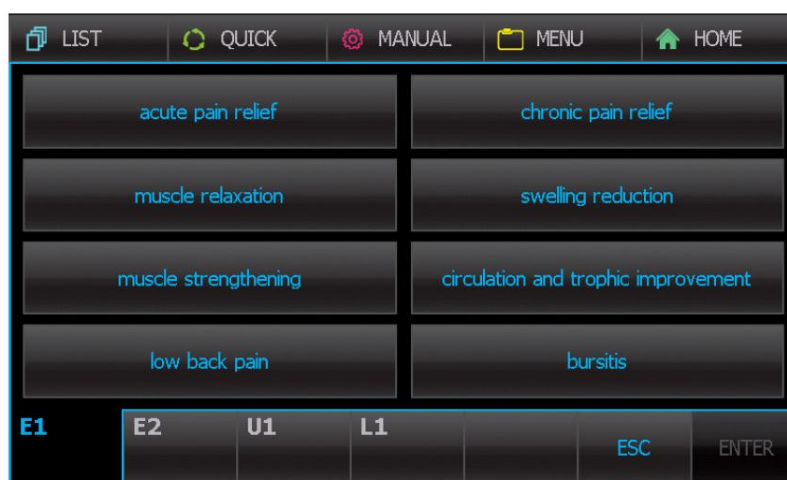 LIST QUICK MANUAL MENU HOME
acute pain relief chronic pain relief
muscle relaxation swelling reduction
muscle strengthening circulation and trophic improvement
low back pain bursitis
E1 E2 U1 L1
ESC ENTER